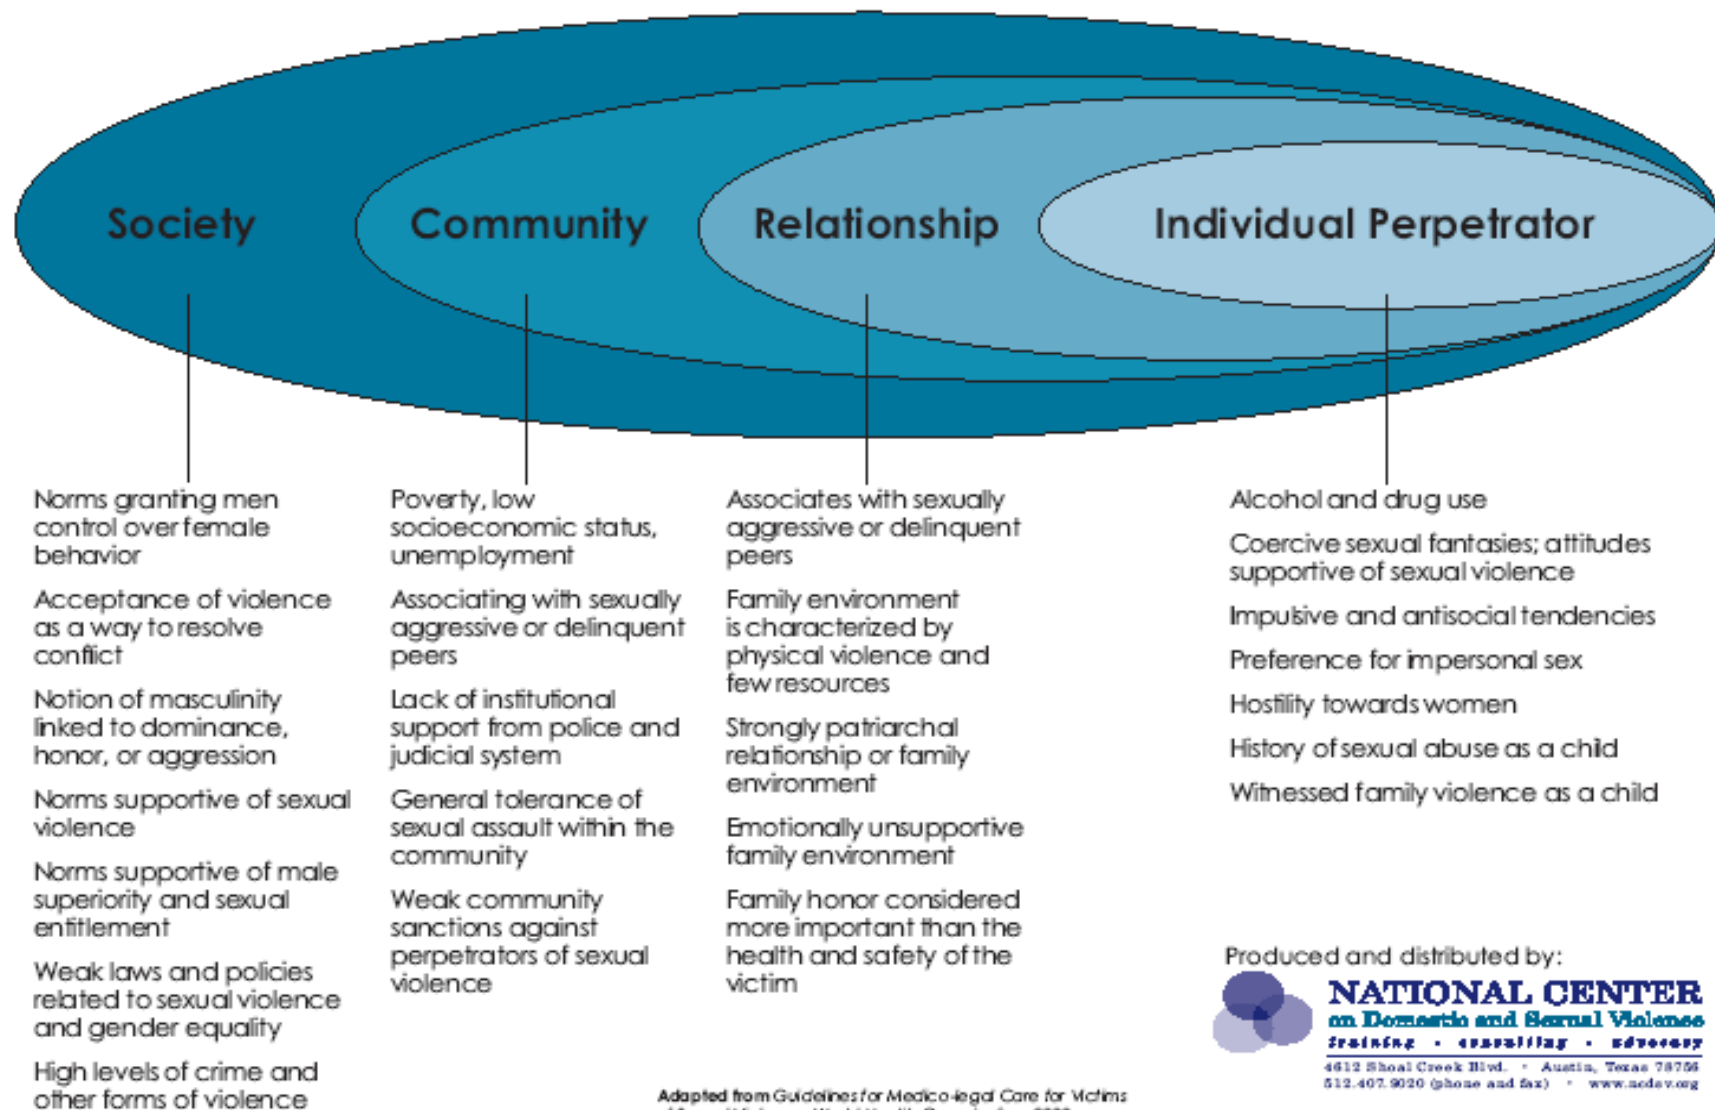 Society
Community
Relationship
Individual Perpetrator
Norms granting men
control over female
behavior
Acceptance of violence
as a way to resolve
conflict
Notion of masculinity
linked to dominance,
honor, or aggression
Norms supportive of sexual
violence
Norms supportive of male
superiority and sexual
entitlement
Weak laws and policies
related to sexual violence
and gender equality
High levels of crime and
other forms of violence
Poverty, low
socioeconomic status,
unemployment
Associating with sexually
aggressive or delinquent
peers
Lack of institutional
support from police and
judicial system
General tolerance of
sexual assault within the
community
Weak community
sanctions against
perpetrators of sexual
violence
Associates with sexually
aggressive or delinquent
peers
Family environment
is characterized by
physical violence and
few resources
Strongly patriarchal
relationship or family
environment
Emotionally unsupportive
family environment
Family honor considered
more important than the
health and safety of the
victim
Alcohol and drug use
Coercive sexual fantasies; attitudes
supportive of sexual violence
Impulsive and antisocial tendencies
Preference for impersonal sex
Hostility towards women
History of sexual abuse as a child
Witnessed family violence as a child
Produced and distributed by:
NATIONAL CENTER
on Domestic and Sexual Violence
training • consulting • advocacy
4612 Shoal Creek Blvd. • Austin, Texas 78756
512.407.9020 (phone and fax) • www.ncdsv.org
Adapted from Guidelines for Medico-legal Care for Victims